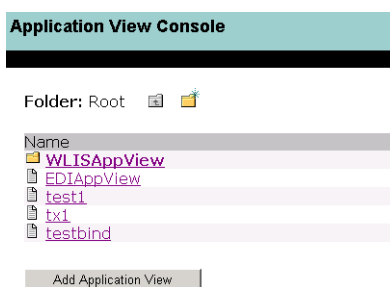 Application View Console
Folder: Root
Name
WLISAppView
EDIAppView
test1
tx1
testbind
Add Application View